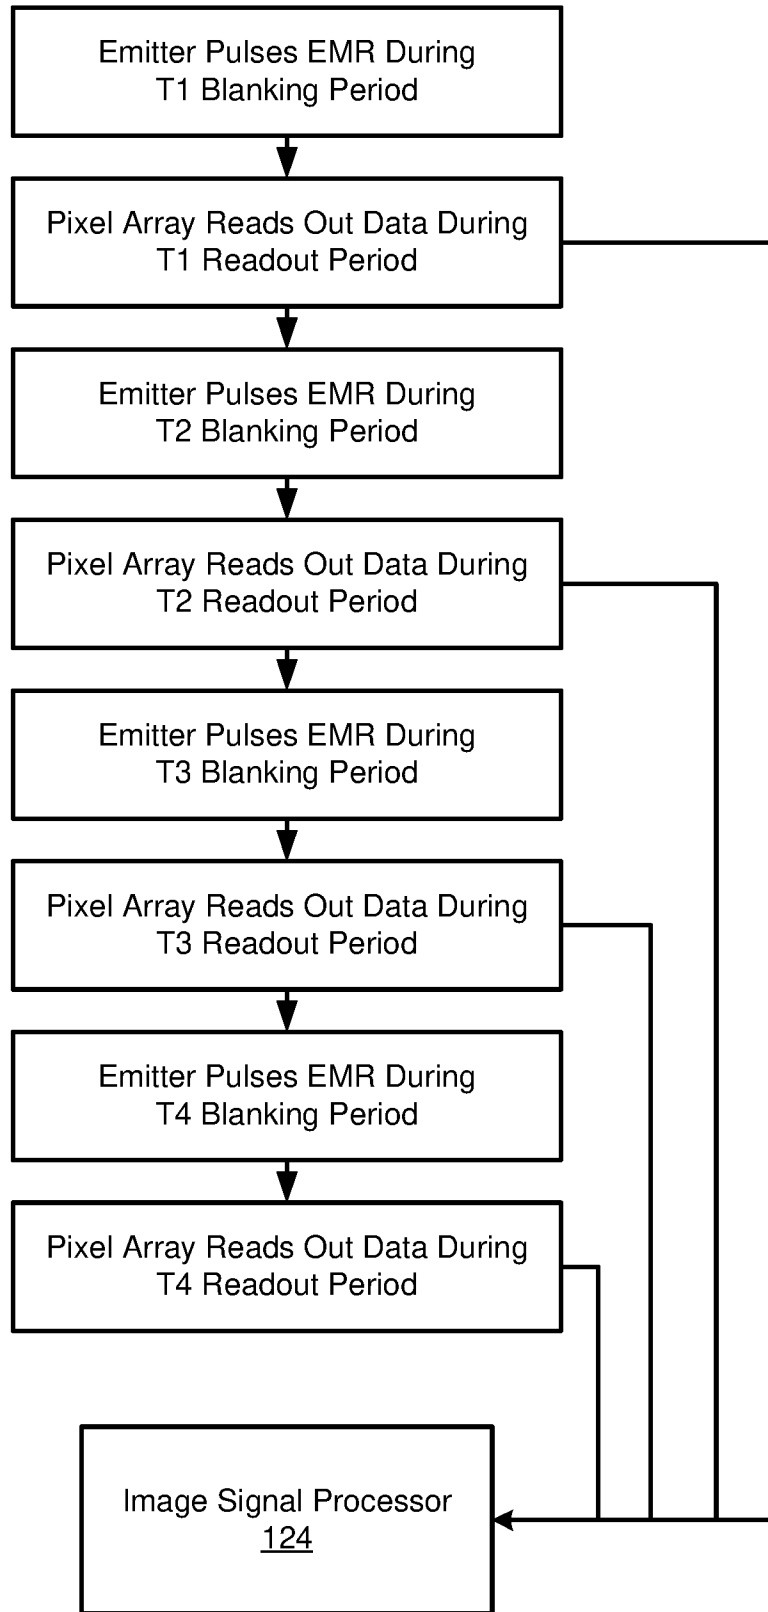 Emitter Pulses EMR During
T1 Blanking Period
Pixel Array Reads Out Data During
T1 Readout Period
Emitter Pulses EMR During
T2 Blanking Period
Pixel Array Reads Out Data During
T2 Readout Period
Emitter Pulses EMR During
T3 Blanking Period
Pixel Array Reads Out Data During
T3 Readout Period
Emitter Pulses EMR During
T4 Blanking Period
Pixel Array Reads Out Data During
T4 Readout Period
Image Signal Processor
124